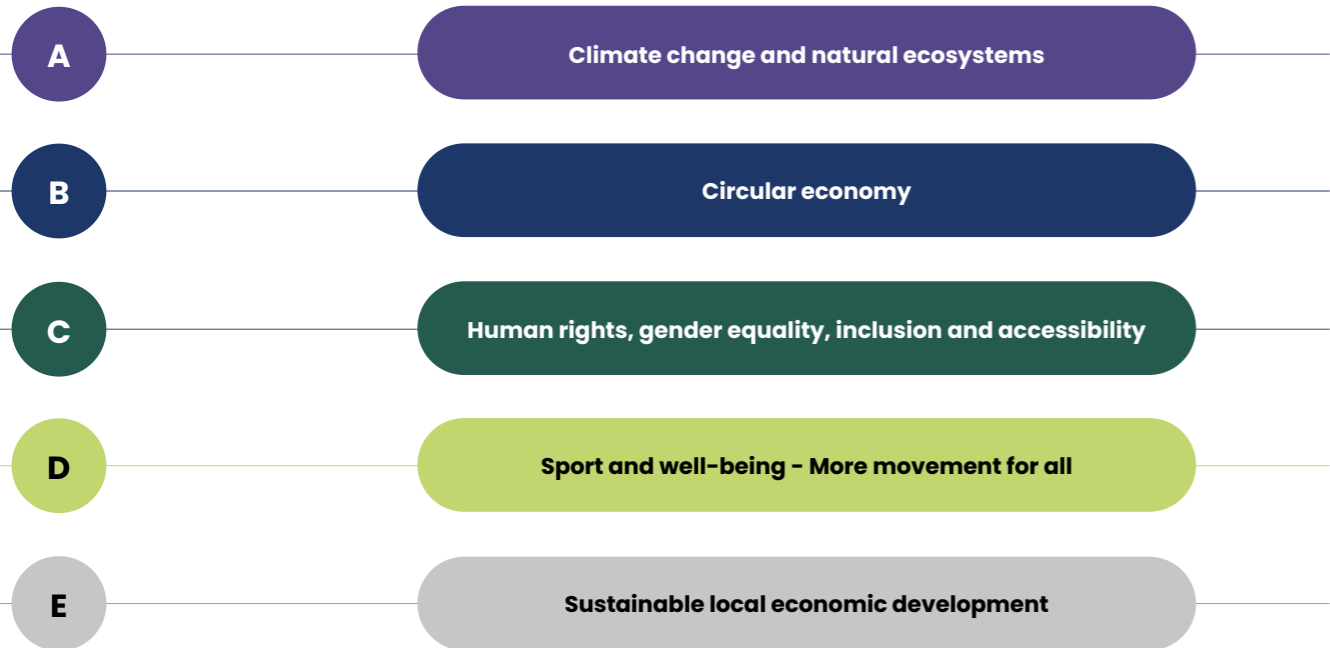 A
Climate change and natural ecosystems
B
Circular economy
C
Human rights, gender equality, inclusion and accessibility
D
Sport and well-being - More movement for all
E
Sustainable local economic development